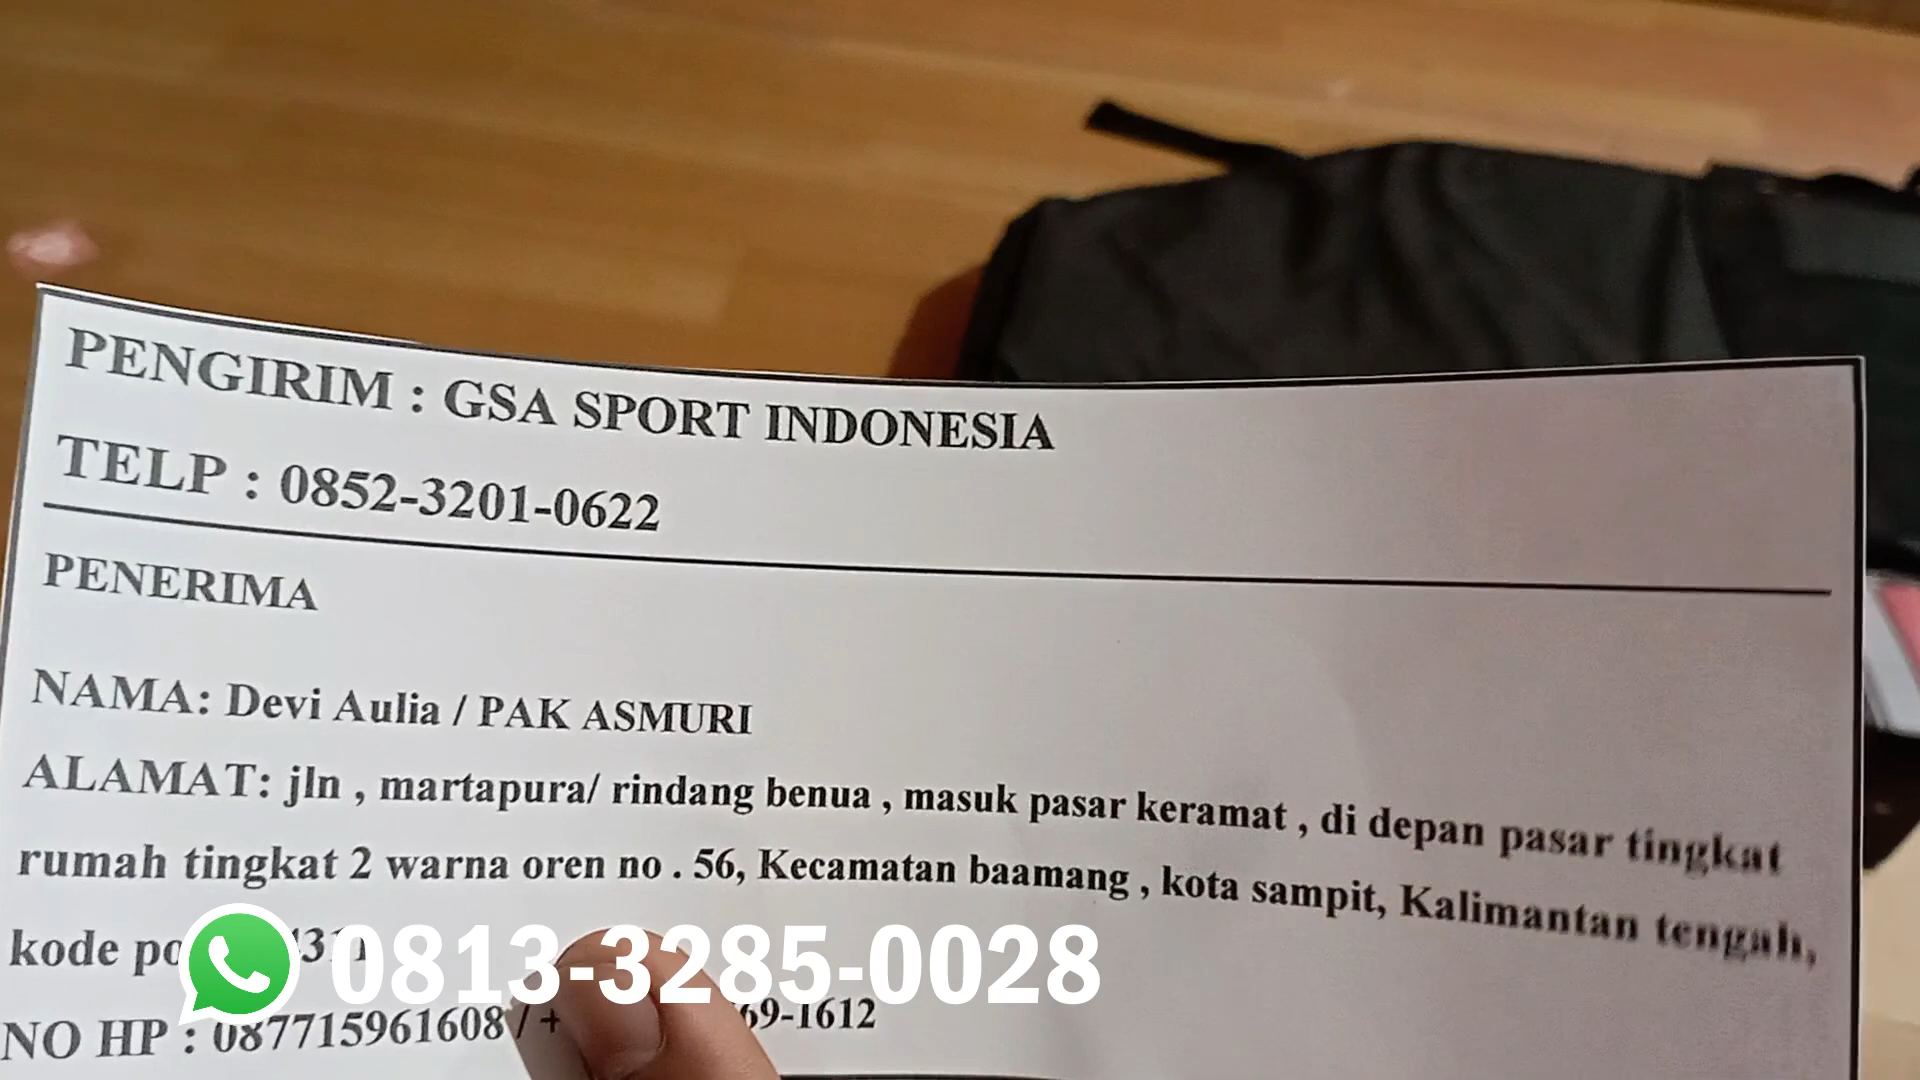 PENGIRIM : GSA SPORT INDONESIA
TELP : 0852-3201-0622
PENERIMA
NAMA: Devi Aulia / PAK ASMURI
ALAMAT: jln , martapura/ rindang benua , masuk pasar keramat , di depan pasar tingkat
rumah tingkat 2 warna oren no . 56, Kecamatan baamang , kota sampit, Kalimantan tengah,
kode
0813-3285-0028
NO HP : 087715961608 / + 69-1612